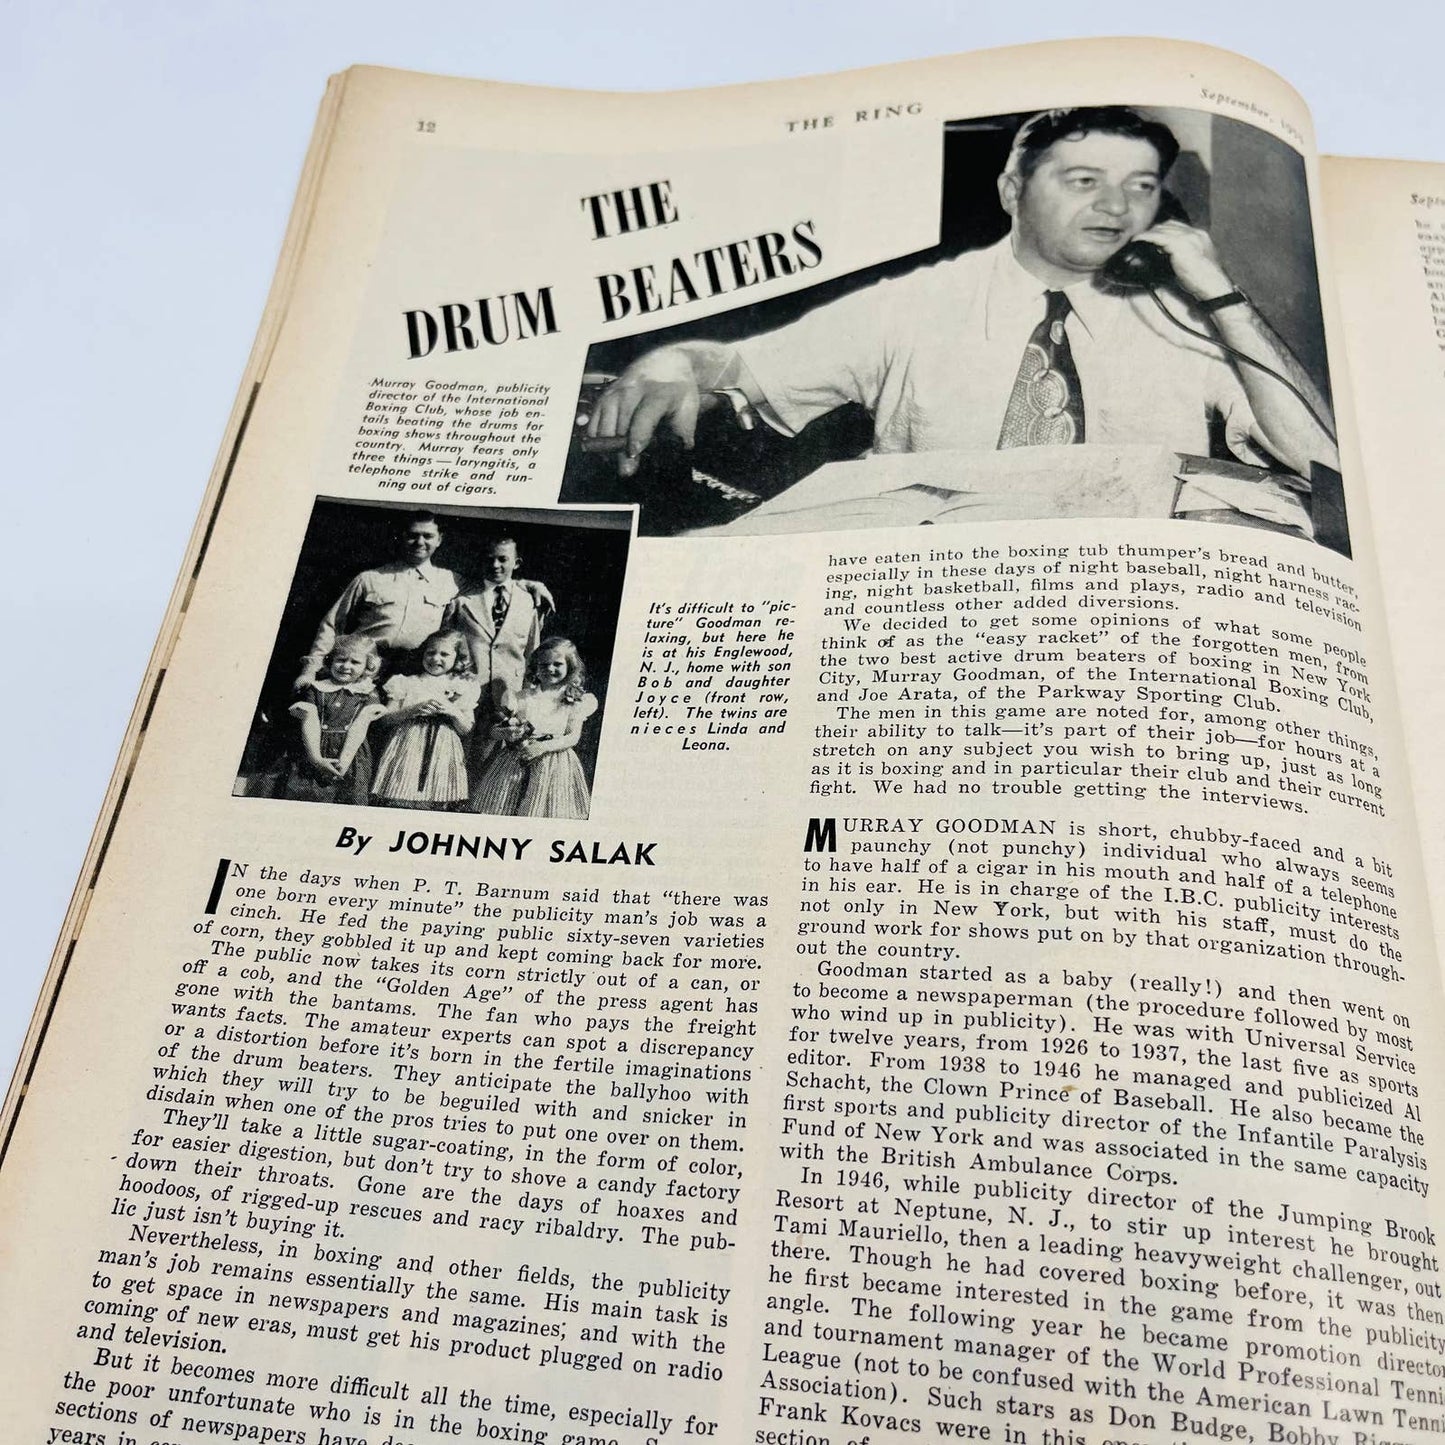 12
THE RING
September,
THE
DRUM BEATERS
Murray Goodman, publicity
director of the International
Boxing Club, whose job en-
tails beating the drums for
boxing shows throughout the
country. Murray fears only
three things — laryngitis, a
telephone strike and run-
ning out of cigars.
It's difficult to "pic-
ture" Goodman re-
laxing, but here he
is at his Englewood,
N. J., home with son
Bob and daughter
Joyce (front row,
left). The twins are
nieces Linda and
Leona.
By JOHNNY SALAK
IN the days when P. T. Barnum said that "there was
one born every minute" the publicity man's job was a
cinch. He fed the paying public sixty-seven varieties
of corn, they gobbled it up and kept coming back for more.
The public now takes its corn strictly out of a can, or
off a cob, and the "Golden Age" of the press agent has
gone with the bantams. The fan who pays the freight
wants facts. The amateur experts can spot a discrepancy
or a distortion before it's born in the fertile imaginations
of the drum beaters. They anticipate the ballyhoo with
which they will try to be beguiled with and snicker in
disdain when one of the pros tries to put one over on them.
They'll take a little sugar-coating, in the form of color,
for easier digestion, but don't try to shove a candy factory
down their throats. Gone are the days of hoaxes and
hoodoos, of rigged-up rescues and racy ribaldry. The pub-
lic just isn't buying it.
Nevertheless, in boxing and other fields, the publicity
man's job remains essentially the same. His main task is
to get space in newspapers and magazines, and with the
coming of new eras, must get his product plugged on radio
and television.
But it becomes more difficult all the time, especially for
the poor unfortunate who is in the boxing game.
sections of newspapers have
years in
have eaten into the boxing tub thumper's bread and butter,
especially in these days of night baseball, night harness rac-
ing, night basketball, films and plays, radio and television
and countless other added diversions.
We decided to get some opinions of what some people
think of as the "easy racket" of the forgotten men, from
the two best active drum beaters of boxing in New York
City, Murray Goodman, of the International Boxing Club,
and Joe Arata, of the Parkway Sporting Club.
The men in this game are noted for, among other things,
their ability to talk—it's part of their job—for hours at a
stretch on any subject you wish to bring up, just as long
as it is boxing and in particular their club and their current
fight. We had no trouble getting the interviews.
MURRAY GOODMAN is short, chubby-faced and a bit
paunchy (not punchy) individual who always seems
to have half of a cigar in his mouth and half of a telephone
in his ear. He is in charge of the I.B.C. publicity interests
not only in New York, but with his staff, must do the
ground work for shows put on by that organization through-
out the country.
Goodman started as a baby (really!) and then went on
to become a newspaperman (the procedure followed by most
who wind up in publicity). He was with Universal Service
for twelve years, from 1926 to 1937, the last five as sports
editor. From 1938 to 1946 he managed and publicized Al
Schacht, the Clown Prince of Baseball. He also became the
first sports and publicity director of the Infantile Paralysis
Fund of New York and was associated in the same capacity
with the British Ambulance Corps.
In 1946, while publicity director of the Jumping Brook
Resort at Neptune, N. J., to stir up interest he brought
Tami Mauriello, then a leading heavyweight challenger, out
there. Though he had covered boxing before, it was then
he first became interested in the game from the publicity
angle. The following year he became promotion director
and tournament manager of the World Professional Tenni
League (not to be confused with the American Lawn Tenni
Association). Such stars as Don Budge, Bobby
Frank Kovacs were in this
section of
Septe